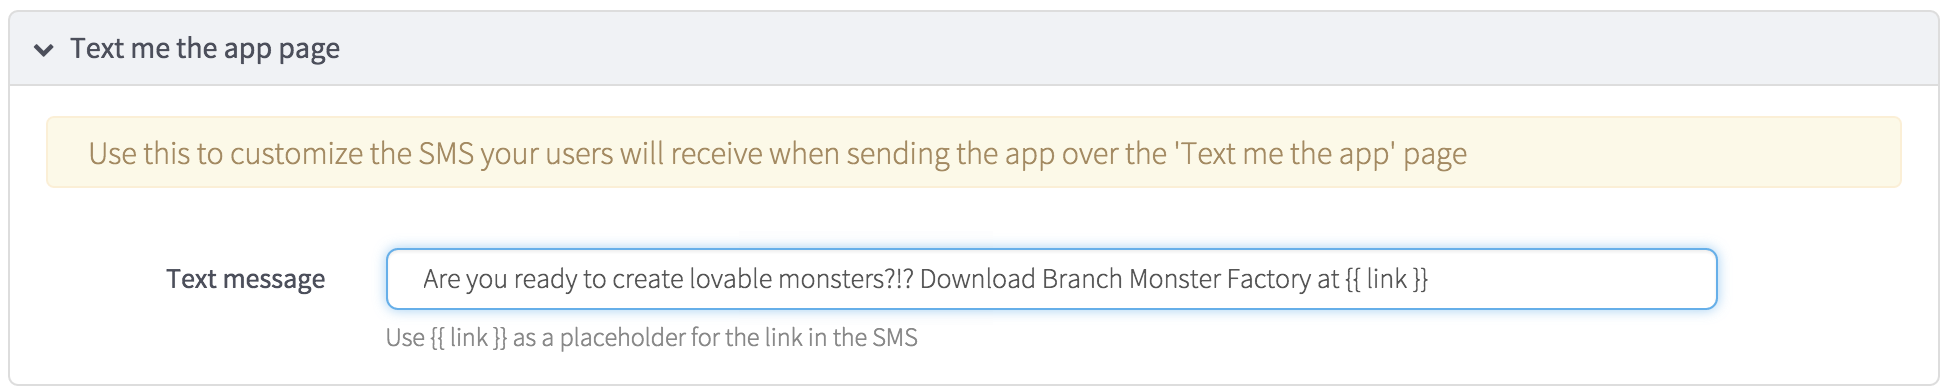 Text me the app page
Use this to customize the SMS your users will receive when sending the app over the 'Text me the app' page
Text message
Are you ready to create lovable monsters?!? Download Branch Monster Factory at {{ link }}
Use {{ link }} as a placeholder for the link in the SMS